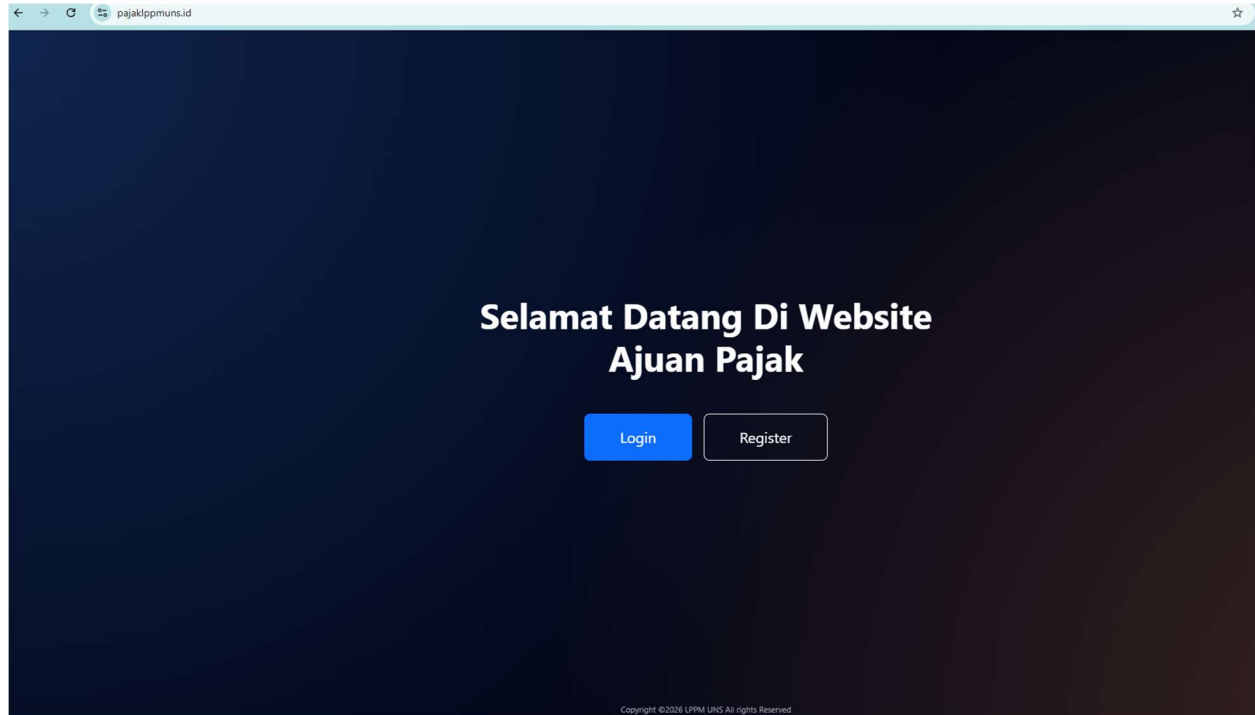 pajaklppmuns.id
Selamat Datang Di Website
Ajuan Pajak
Login
Register
Copyright ©2026 LPPM UNS All rights Reserved